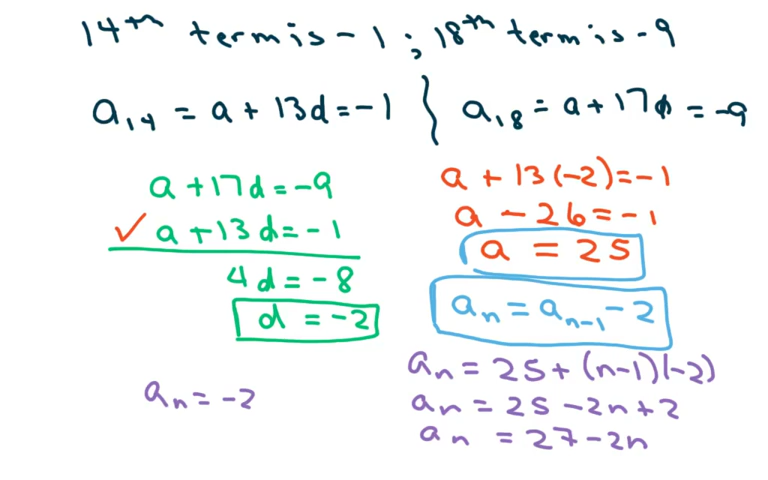 14th term is -1 ; 18th term is -9
a₁₄ = a + 13d = -1 } a₁₈ = a + 17d = -9
a + 17d = -9
✓ a + 13d = -1
4d = -8
d = -2
a + 13(-2) = -1
a - 26 = -1
a = 25
aₙ = aₙ₋₁ - 2
aₙ = -2
aₙ = 25 + (n-1)(-2)
aₙ = 25 - 2n + 2
aₙ = 27 - 2n